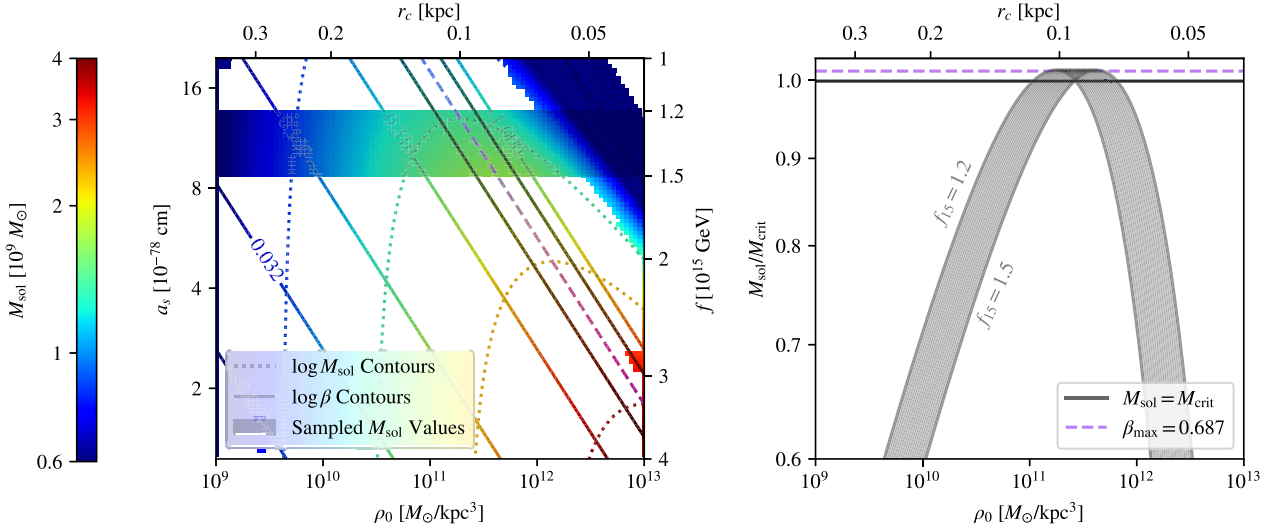 r_c [kpc]
0.3 0.2 0.1 0.05
4
3
2
1
0.6
M_sol [10^9 M_⊙]
16
8
4
2
a_s [10^-78 cm]
0.032
log M_sol Contours
log β Contours
Sampled M_sol Values
1
1.2
1.5
2
3
4
f [10^15 GeV]
10^9 10^10 10^11 10^12 10^13
ρ_0 [M_⊙/kpc^3]
r_c [kpc]
0.3 0.2 0.1 0.05
1.0
0.9
0.8
0.7
0.6
M_sol/M_crit
f_15 = 1.2
f_15 = 1.5
M_sol = M_crit
β_max = 0.687
10^9 10^10 10^11 10^12 10^13
ρ_0 [M_⊙/kpc^3]